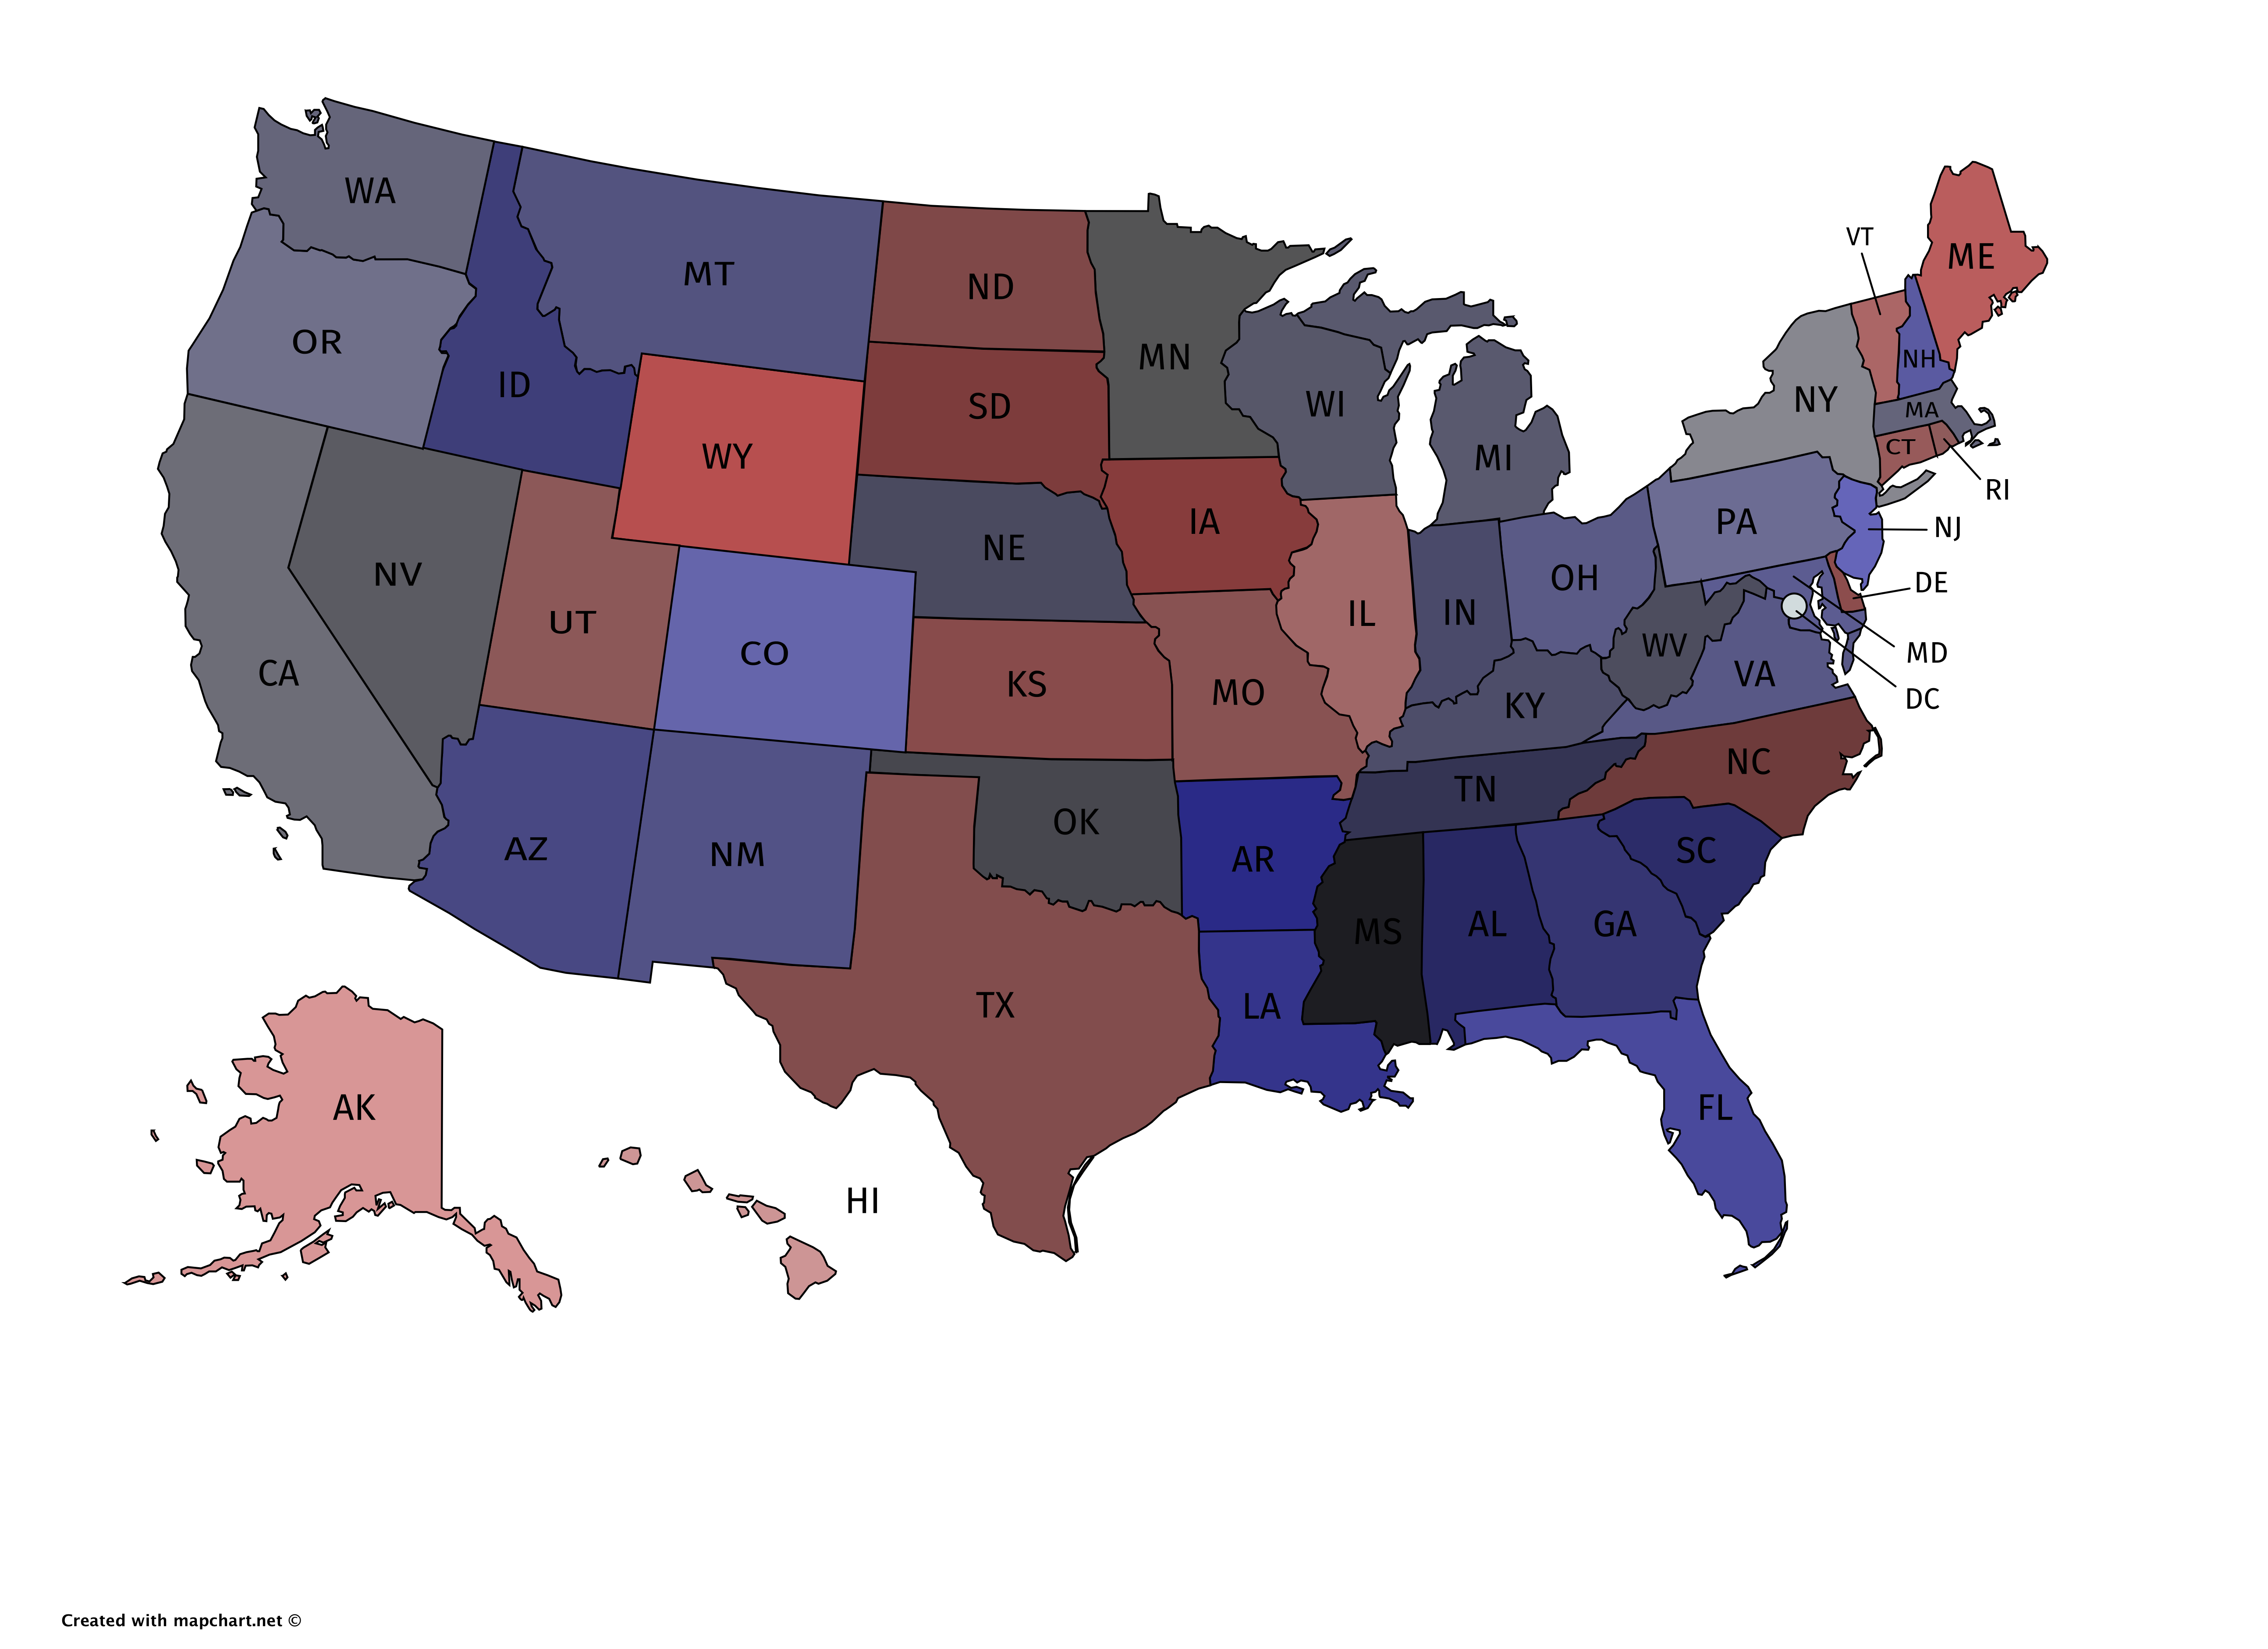 WA
MT
ND
MN
VT
ME
OR
ID
SD
WI
NY
NH
MA
CT
RI
WY
MI
NV
UT
CO
NE
IA
PA
NJ
DE
IL
IN
OH
WV
VA
MD
DC
CA
KS
MO
KY
NC
AZ
NM
OK
AR
TN
SC
MS
AL
GA
TX
LA
AK
FL
HI
Created with mapchart.net ©